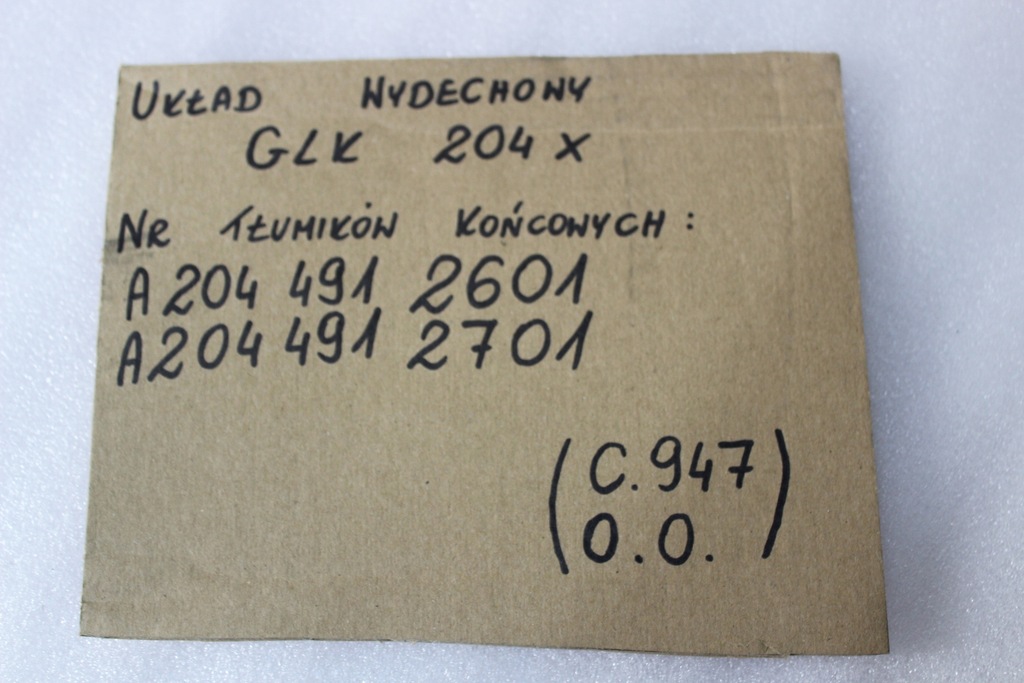 UKŁAD WYDECHOWY
GLK 204 X
NR TŁUMIKÓW KOŃCOWYCH :
A 204 491 2601
A 204 491 2701
( C. 947
O. O. )